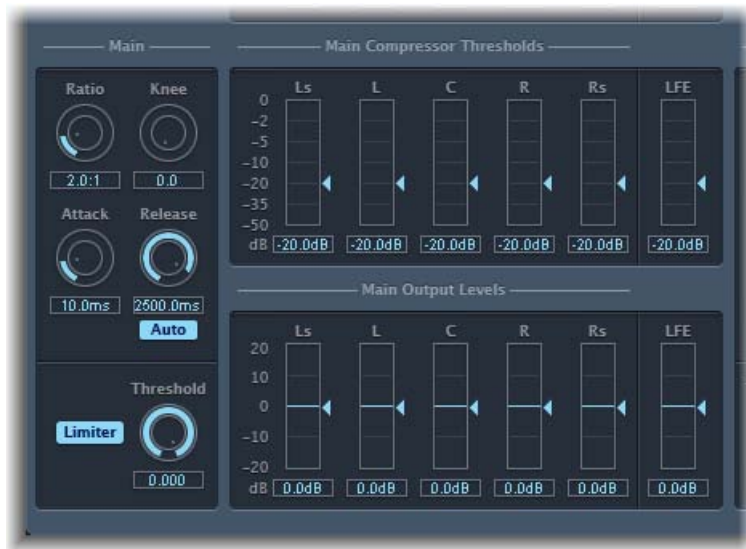 Main
Ratio Knee
2.0:1 0.0
Attack Release
10.0ms 2500.0ms
Auto
Threshold
Limiter
0.000
Main Compressor Thresholds
Ls L C R Rs LFE
0
-2
-5
-10
-20
-35
-50
dB -20.0dB -20.0dB -20.0dB -20.0dB -20.0dB -20.0dB
Main Output Levels
Ls L C R Rs LFE
20
10
0
-10
-20
dB 0.0dB 0.0dB 0.0dB 0.0dB 0.0dB 0.0dB